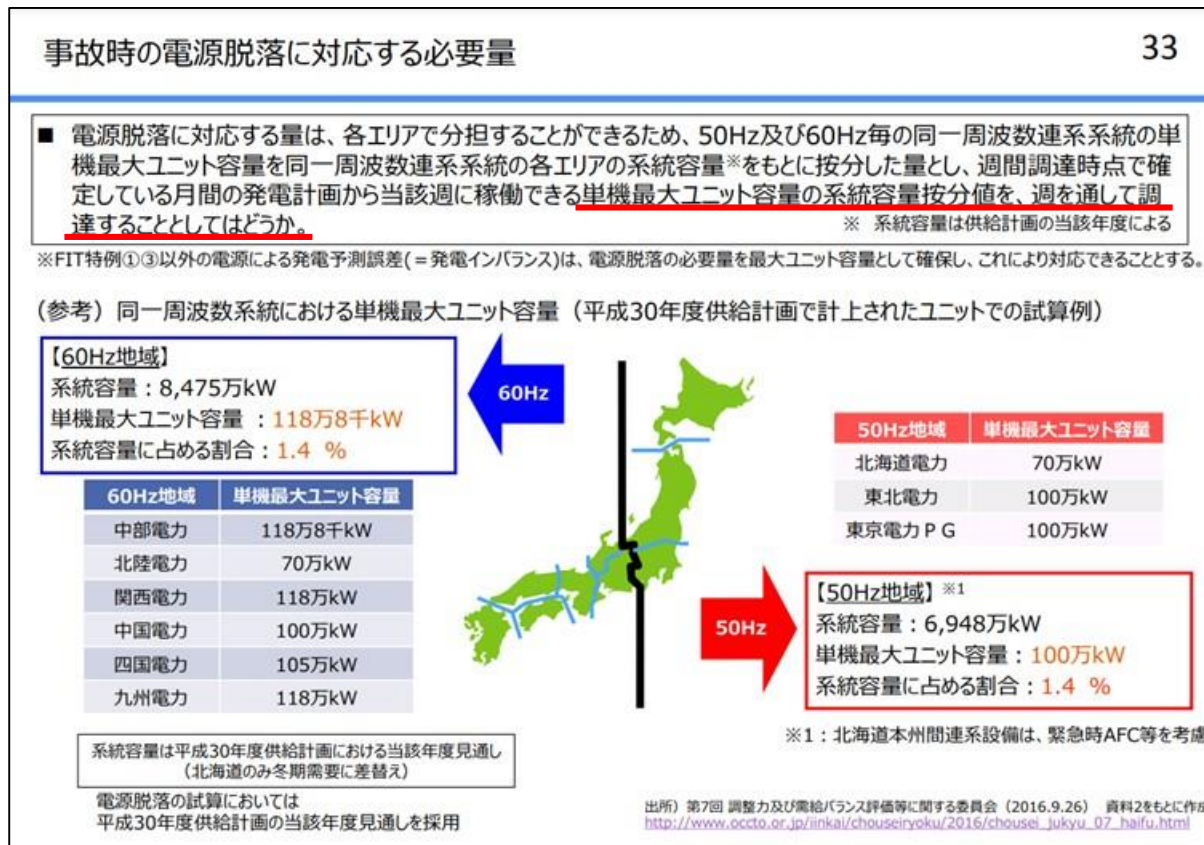 事故時の電源脱落に対応する必要量
33
■ 電源脱落に対応する量は、各エリアで分担することができるため、50Hz及び60Hz毎の同一周波数連系系統の単
機最大ユニット容量を同一周波数連系系統の各エリアの系統容量※をもとに按分した量とし、週間調達時点で確
定している月間の発電計画から当該週に稼働できる単機最大ユニット容量の系統容量按分値を、週を通して調
達することとしてはどうか。
※ 系統容量は供給計画の当該年度による
※FIT特例①③以外の電源による発電予測誤差(=発電インバランス)は、電源脱落の必要量を最大ユニット容量として確保し、これにより対応できることとする。
(参考)同一周波数系統における単機最大ユニット容量(平成30年度供給計画で計上されたユニットでの試算例)
【60Hz地域】
系統容量:8,475万kW
単機最大ユニット容量 :118万8千kW
系統容量に占める割合:1.4 %
60Hz
60Hz地域 単機最大ユニット容量
中部電力 118万8千kW
北陸電力 70万kW
関西電力 118万kW
中国電力 100万kW
四国電力 105万kW
九州電力 118万kW
50Hz地域 単機最大ユニット容量
北海道電力 70万kW
東北電力 100万kW
東京電力PG 100万kW
50Hz
【50Hz地域】※1
系統容量:6,948万kW
単機最大ユニット容量:100万kW
系統容量に占める割合:1.4 %
※1:北海道本州間連系設備は、緊急時AFC等を考慮
系統容量は平成30年度供給計画における当該年度見通し
(北海道のみ冬期需要に差替え)
電源脱落の試算においては
平成30年度供給計画の当該年度見通しを採用
出所)第7回 調整力及び需給バランス評価等に関する委員会(2016.9.26) 資料2をもとに作成
http://www.occto.or.jp/iinkai/chouseiryoku/2016/chousei_jukyu_07_haifu.html